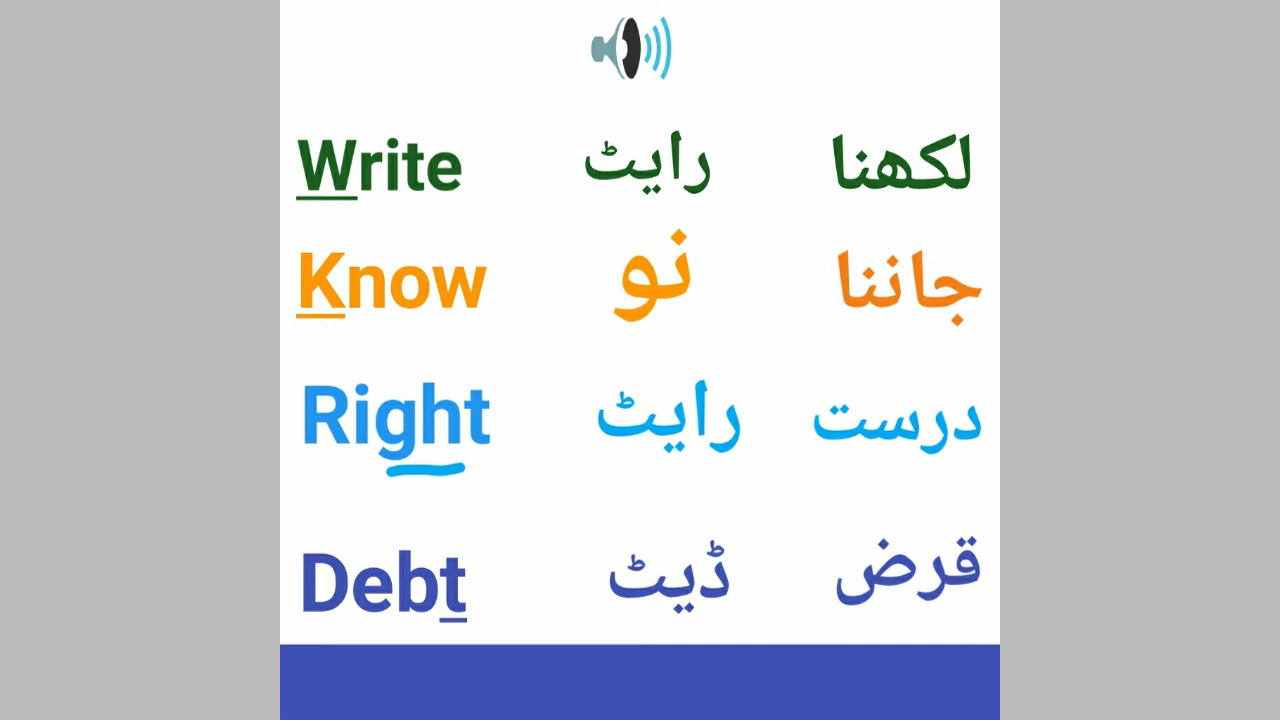 Write رایٹ لکھنا
Know نو جاننا
Right رایٹ درست
Debt ڈیٹ قرض